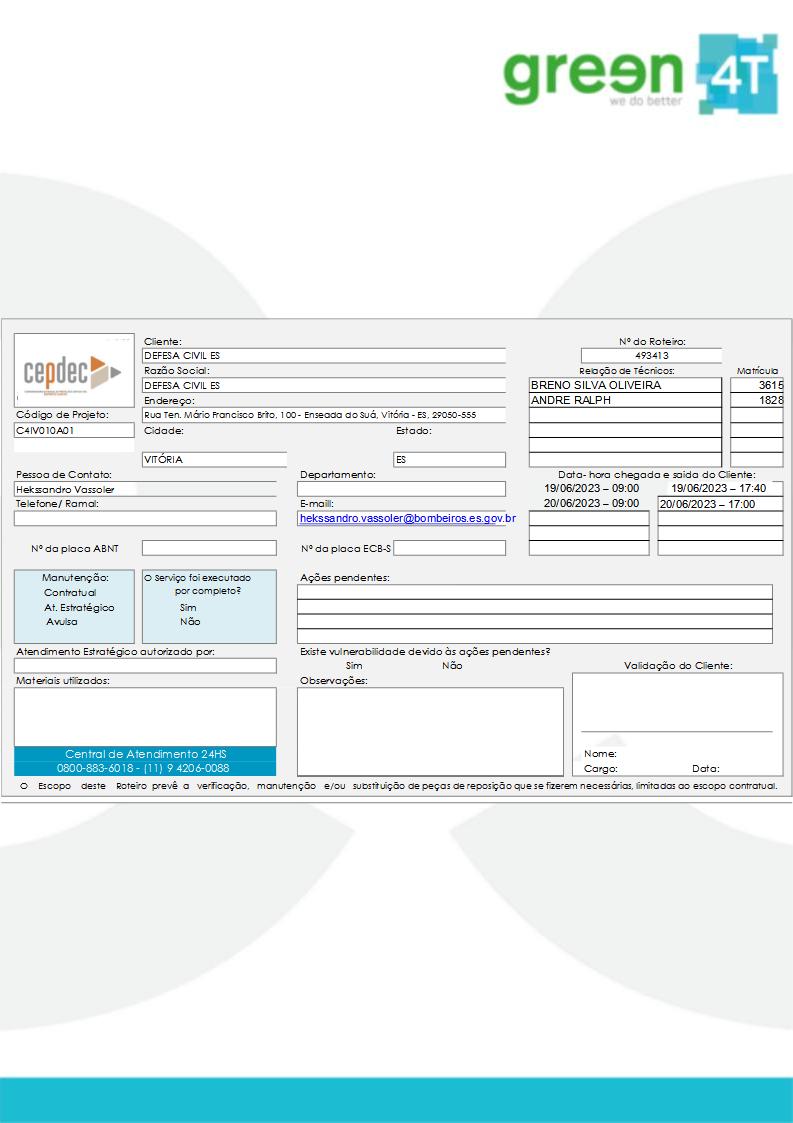 green 4T
we do better
cepdec
Cliente:
DEFESA CIVIL ES
Razão Social:
DEFESA CIVIL ES
Endereço:
Rua Ten. Mário Francisco Brito, 100 - Enseada do Suá, Vitória - ES, 29050-555
Nº do Roteiro:
493413
Relação de Técnicos: Matrícula
BRENO SILVA OLIVEIRA 3615
ANDRE RALPH 1828
Código de Projeto:
C4IV010A01
Cidade: Estado:
VITÓRIA ES
Pessoa de Contato:
Hekssandro Vassoler
Departamento:
Telefone/ Ramal:
E-maill:
hekssandro.vassoler@bombeiros.es.gov.br
Data- hora chegada e saída do Cliente:
19/06/2023 – 09:00 19/06/2023 – 17:40
20/06/2023 – 09:00 20/06/2023 – 17:00
Nº da placa ABNT Nº da placa ECB-S
Manutenção:
Contratual
At. Estratégico
Avulsa
O Serviço foi executado
por completo?
Sim
Não
Ações pendentes:
Atendimento Estratégico autorizado por:
Existe vulnerabilidade devido às ações pendentes?
Sim Não
Materiais utilizados:
Observações:
Validação do Cliente:
Nome:
Cargo: Data:
Central de Atendimento 24HS
0800-883-6018 - (11) 9 4206-0088
O Escopo deste Roteiro prevê a verificação, manutenção e/ou substituição de peças de reposição que se fizerem necessárias, limitadas ao escopo contratual.